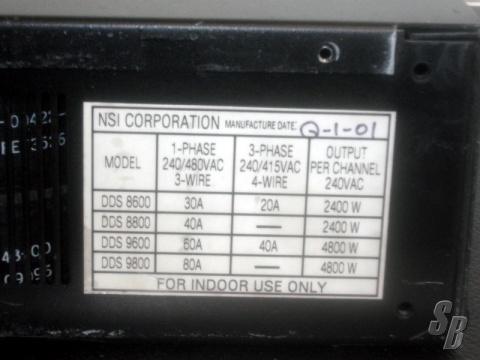 NSI CORPORATION MANUFACTURE DATE: Q-1-01
MODEL 1-PHASE 240/480VAC 3-WIRE 3-PHASE 240/415VAC 4-WIRE OUTPUT PER CHANNEL 240VAC
DDS 8600 30A 20A 2400 W
DDS 8800 40A — 2400 W
DDS 9600 60A 40A 4800 W
DDS 9800 80A — 4800 W
FOR INDOOR USE ONLY
SB